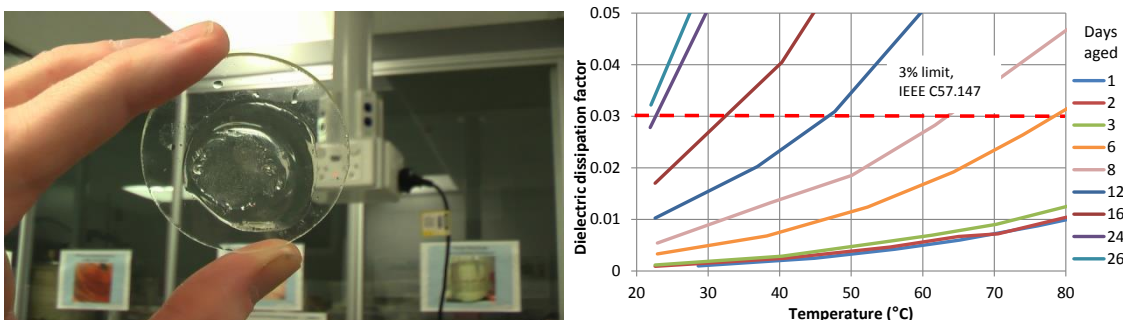 0.05
0.04
0.03
0.02
0.01
0
Dielectric dissipation factor
3% limit,
IEEE C57.147
20 30 40 50 60 70 80
Temperature (°C)
Days
aged
1
2
3
6
8
12
16
24
26